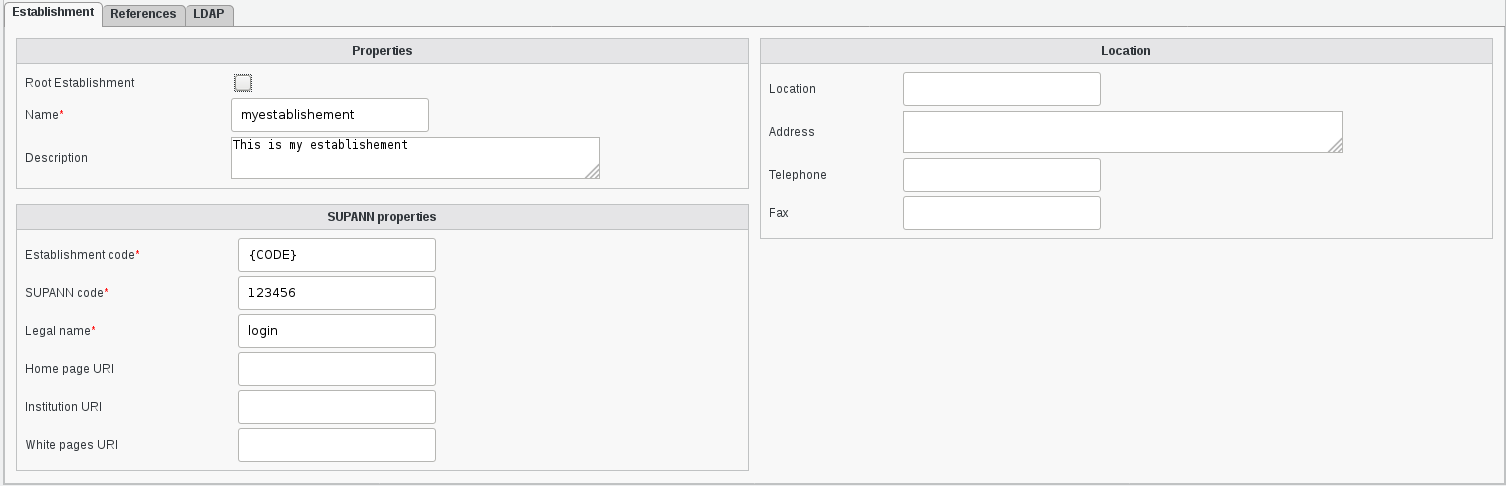 Establishment References LDAP
Properties
Root Establishment
Name* myestablishement
Description This is my establishement
SUPANN properties
Establishment code* {CODE}
SUPANN code* 123456
Legal name* login
Home page URI
Institution URI
White pages URI
Location
Location
Address
Telephone
Fax